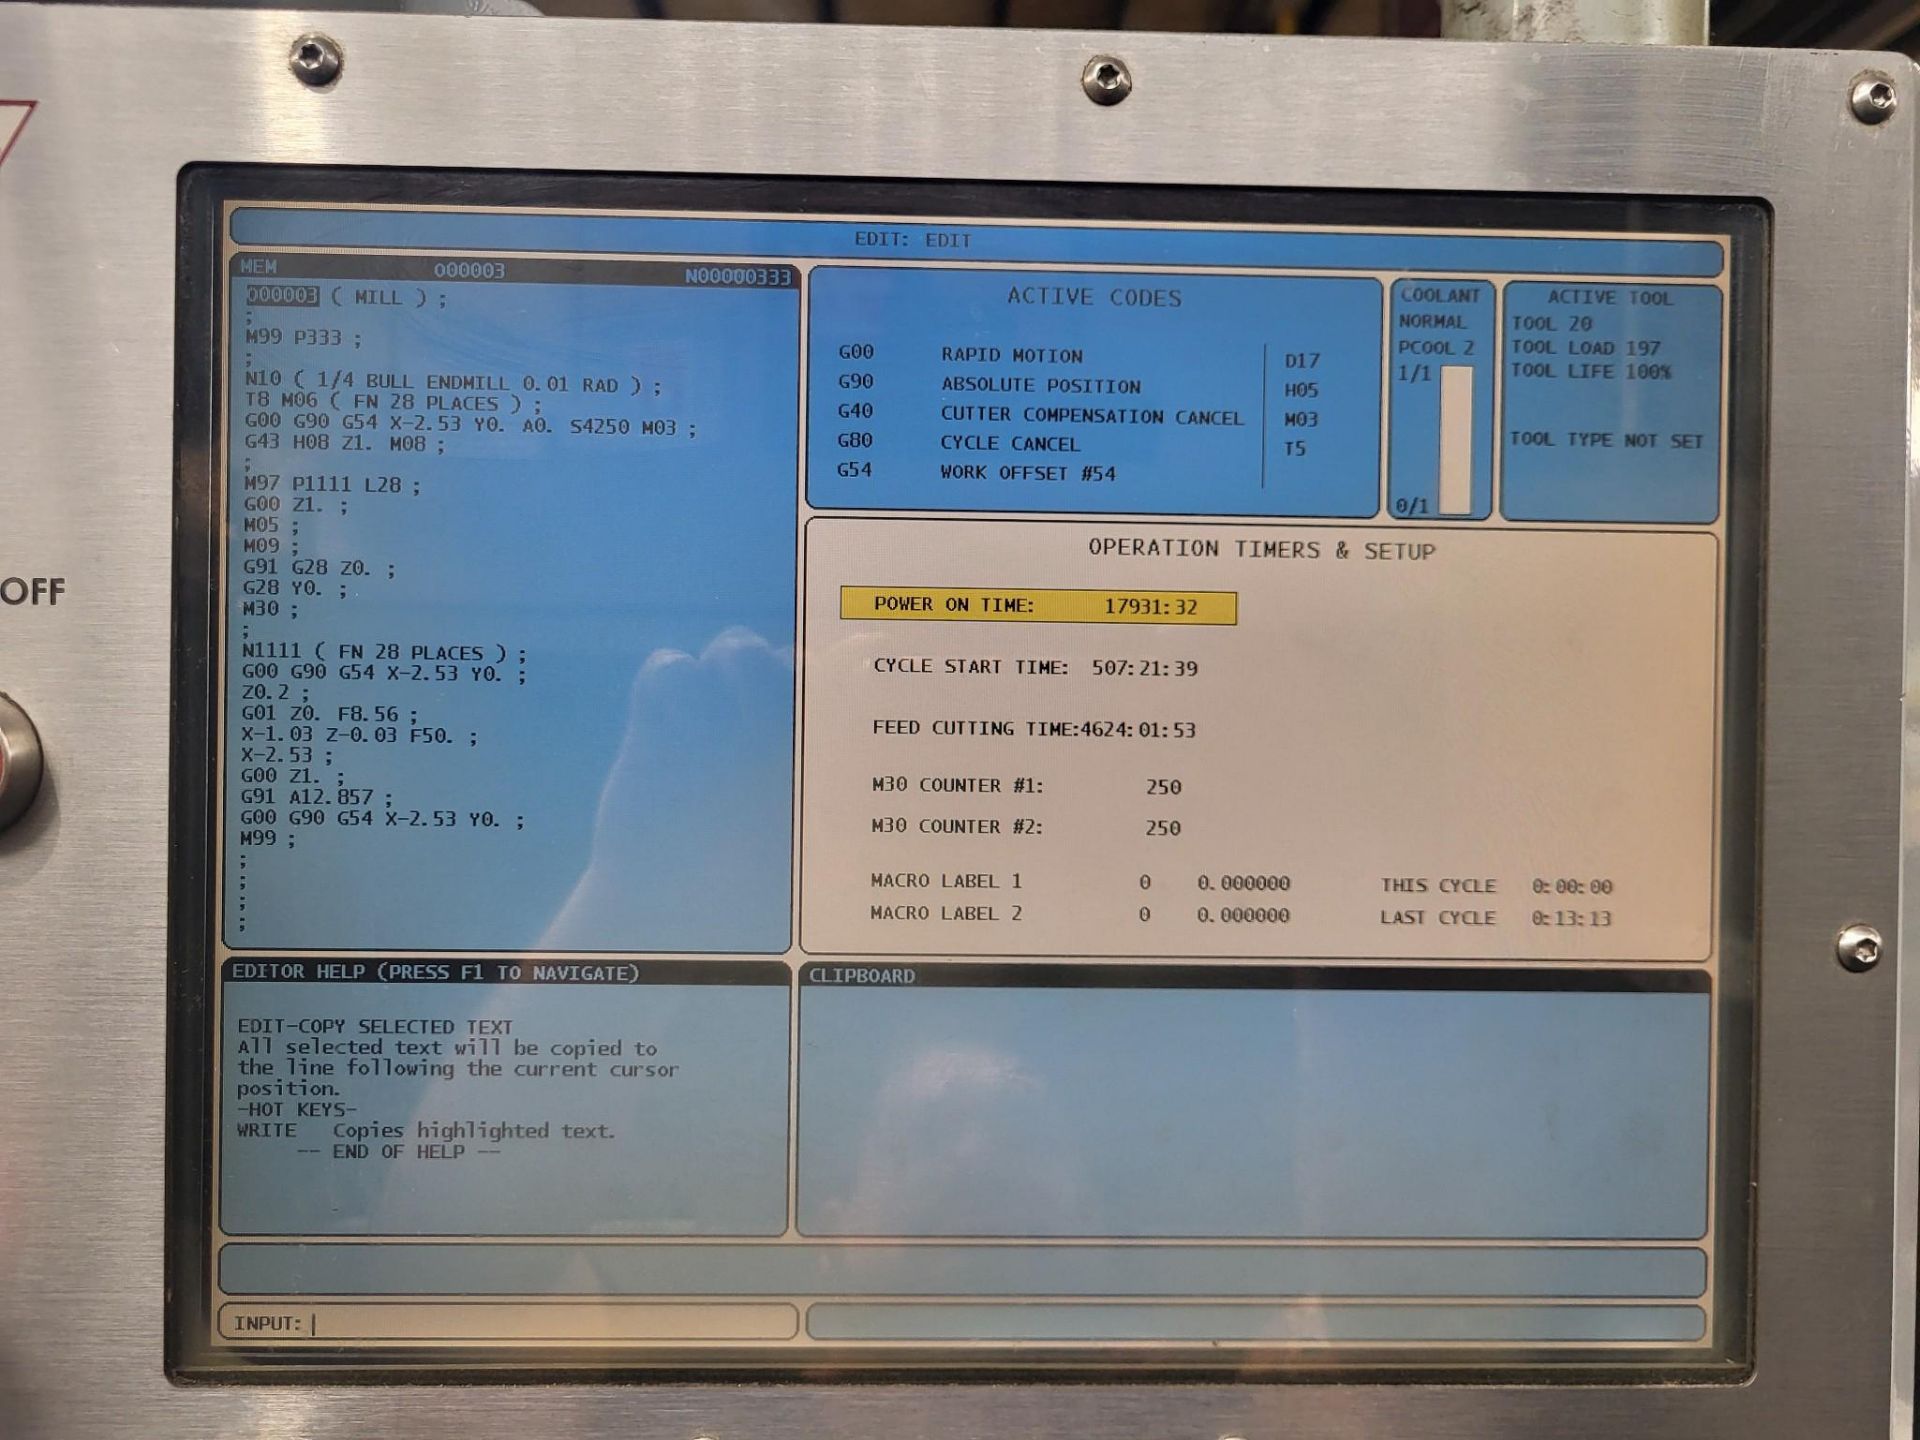 OFF
EDIT: EDIT
MEM O00003 N00000333
O00003 ( MILL ) ;
;
M99 P333 ;
;
N10 ( 1/4 BULL ENDMILL 0.01 RAD ) ;
T8 M06 ( FN 28 PLACES ) ;
G00 G90 G54 X-2.53 Y0. A0. S4250 M03 ;
G43 H08 Z1. M08 ;
;
M97 P1111 L28 ;
G00 Z1. ;
M05 ;
M09 ;
G91 G28 Z0. ;
G28 Y0. ;
M30 ;
;
N1111 ( FN 28 PLACES ) ;
G00 G90 G54 X-2.53 Y0. ;
Z0.2 ;
G01 Z0. F8.56 ;
X-1.03 Z-0.03 F50. ;
X-2.53 ;
G00 Z1. ;
G91 A12.857 ;
G00 G90 G54 X-2.53 Y0. ;
M99 ;
;
;
;
;
ACTIVE CODES
G00 RAPID MOTION D17
G90 ABSOLUTE POSITION H05
G40 CUTTER COMPENSATION CANCEL M03
G80 CYCLE CANCEL T5
G54 WORK OFFSET #54
COOLANT
NORMAL
PCOOL 2
1/1
0/1
ACTIVE TOOL
TOOL 20
TOOL LOAD 197
TOOL LIFE 100%
TOOL TYPE NOT SET
OPERATION TIMERS & SETUP
POWER ON TIME: 17931:32
CYCLE START TIME: 507:21:39
FEED CUTTING TIME:4624:01:53
M30 COUNTER #1: 250
M30 COUNTER #2: 250
MACRO LABEL 1 0 0.000000 THIS CYCLE 0:00:00
MACRO LABEL 2 0 0.000000 LAST CYCLE 0:13:13
EDITOR HELP (PRESS F1 TO NAVIGATE)
EDIT-COPY SELECTED TEXT
All selected text will be copied to
the line following the current cursor
position.
-HOT KEYS-
WRITE Copies highlighted text.
-- END OF HELP --
CLIPBOARD
INPUT: